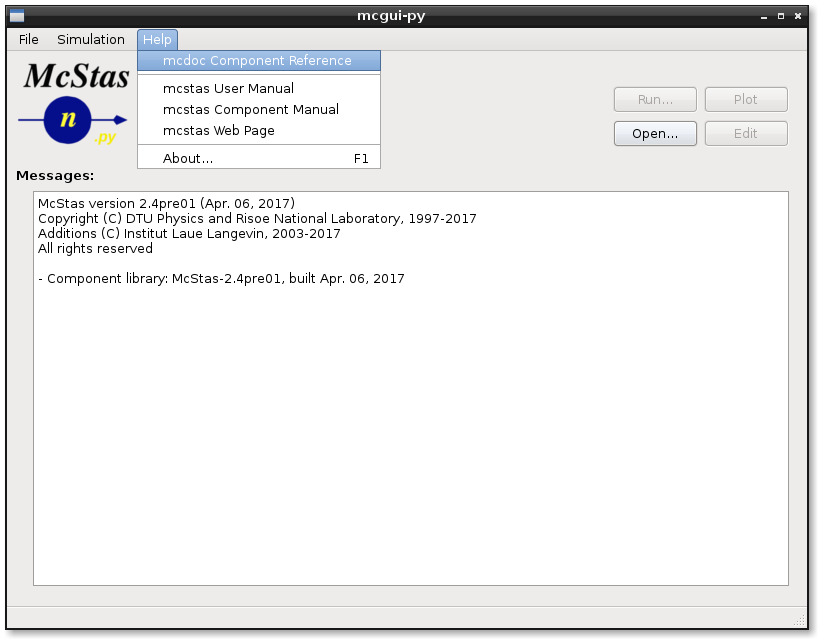 mcgui-py
File Simulation Help
mcdoc Component Reference
mcstas User Manual
mcstas Component Manual
mcstas Web Page
About... F1
McStas
n
.py
Run... Plot
Open... Edit
Messages:
McStas version 2.4pre01 (Apr. 06, 2017)
Copyright (C) DTU Physics and Risoe National Laboratory, 1997-2017
Additions (C) Institut Laue Langevin, 2003-2017
All rights reserved
- Component library: McStas-2.4pre01, built Apr. 06, 2017